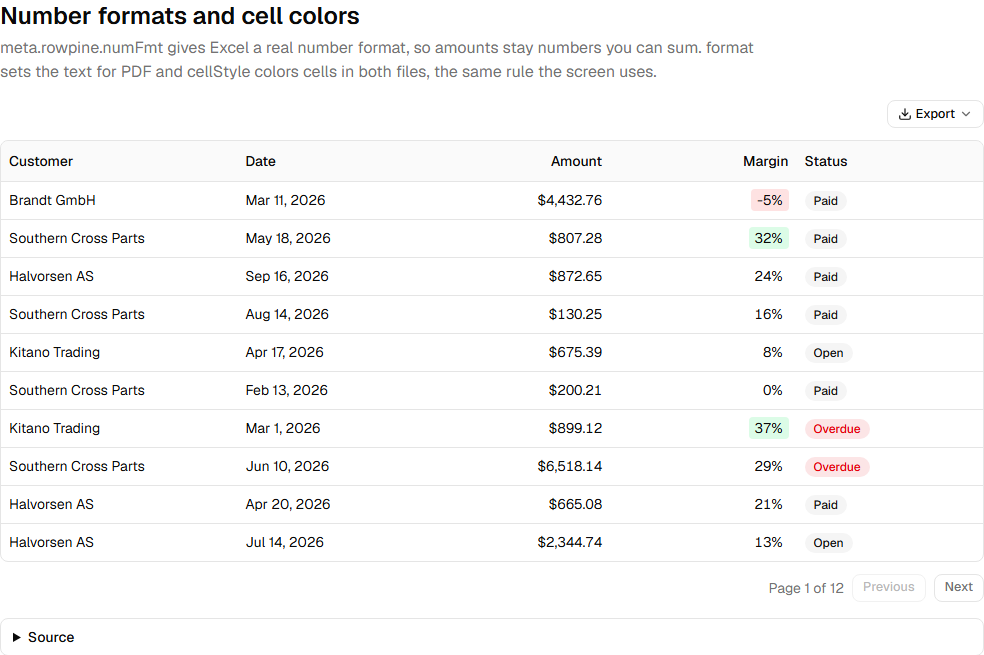 Number formats and cell colors
meta.rowpine.numFmt gives Excel a real number format, so amounts stay numbers you can sum. format
sets the text for PDF and cellStyle colors cells in both files, the same rule the screen uses.
Export
Customer Date Amount Margin Status
Brandt GmbH Mar 11, 2026 $4,432.76 -5% Paid
Southern Cross Parts May 18, 2026 $807.28 32% Paid
Halvorsen AS Sep 16, 2026 $872.65 24% Paid
Southern Cross Parts Aug 14, 2026 $130.25 16% Paid
Kitano Trading Apr 17, 2026 $675.39 8% Open
Southern Cross Parts Feb 13, 2026 $200.21 0% Paid
Kitano Trading Mar 1, 2026 $899.12 37% Overdue
Southern Cross Parts Jun 10, 2026 $6,518.14 29% Overdue
Halvorsen AS Apr 20, 2026 $665.08 21% Paid
Halvorsen AS Jul 14, 2026 $2,344.74 13% Open
Page 1 of 12 Previous Next
Source